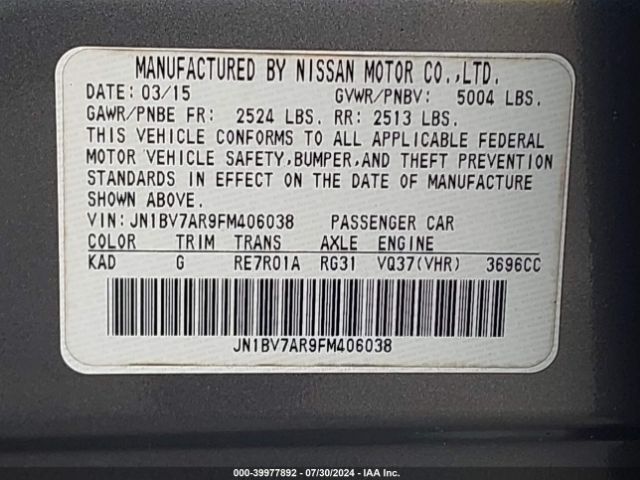 MANUFACTURED BY NISSAN MOTOR CO.,LTD.
DATE: 03/15 GVWR/PNBV: 5004 LBS.
GAWR/PNBE FR: 2524 LBS. RR: 2513 LBS.
THIS VEHICLE CONFORMS TO ALL APPLICABLE FEDERAL
MOTOR VEHICLE SAFETY,BUMPER,AND THEFT PREVENTION
STANDARDS IN EFFECT ON THE DATE OF MANUFACTURE
SHOWN ABOVE.
VIN:JN1BV7AR9FM406038 PASSENGER CAR
COLOR TRIM TRANS AXLE ENGINE
KAD G RE7R01A RG31 VQ37(VHR) 3696CC
JN1BV7AR9FM406038
000-39977892 - 07/30/2024 - IAA Inc.